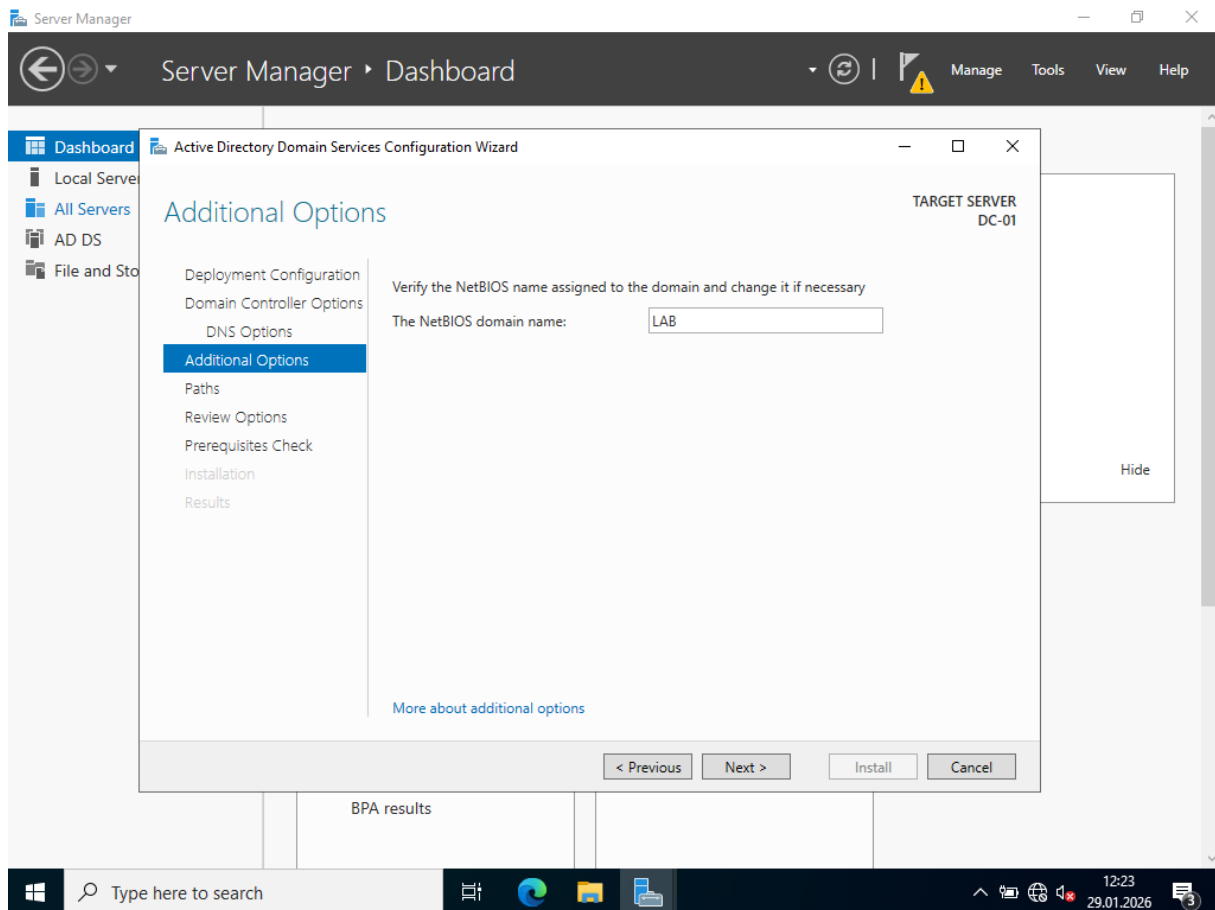 Server Manager
Server Manager ‣ Dashboard
Manage Tools View Help
Dashboard
Local Server
All Servers
AD DS
File and Sto
Active Directory Domain Services Configuration Wizard
Additional Options
TARGET SERVER
DC-01
Deployment Configuration
Domain Controller Options
DNS Options
Additional Options
Paths
Review Options
Prerequisites Check
Installation
Results
Verify the NetBIOS name assigned to the domain and change it if necessary
The NetBIOS domain name: LAB
More about additional options
< Previous Next > Install Cancel
Hide
BPA results
Type here to search
12:23
29.01.2026
3